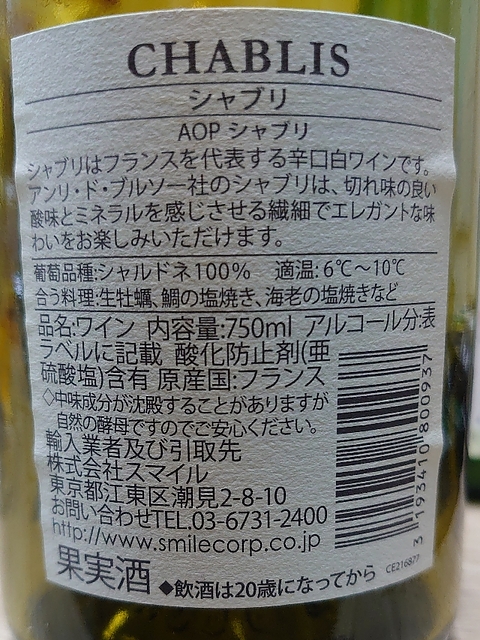 CHABLIS
シャブリ
AOP シャブリ
シャブリはフランスを代表する辛口白ワインです。
アンリ・ド・ブルソー社のシャブリは、切れ味の良い
酸味とミネラルを感じさせる繊細でエレガントな味
わいをお楽しみいただけます。
葡萄品種:シャルドネ100% 適温:6℃～10℃
合う料理:生牡蠣、鯛の塩焼き、海老の塩焼きなど
品名:ワイン 内容量:750ml アルコール分:表
ラベルに記載 酸化防止剤(亜
硫酸塩)含有 原産国:フランス
◇中味成分が沈殿することがありますが
自然の酵母ですのでご安心ください。
輸入業者及び引取先
株式会社スマイル
東京都江東区潮見2-8-10
お問い合わせTEL.03-6731-2400
http://www.smilecorp.co.jp
果実酒 ◆飲酒は20歳になってから
CE216877
3 193410 800937